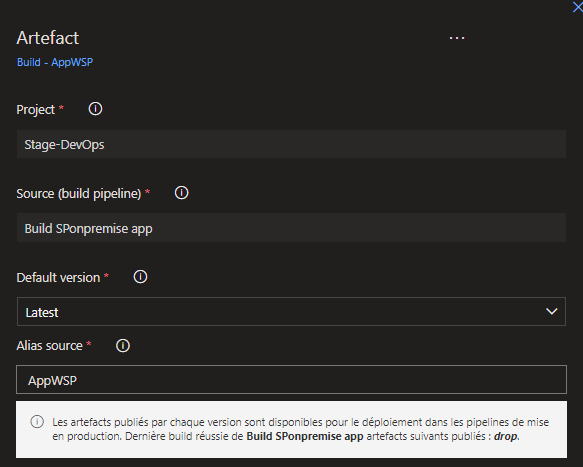 Artefact
...
Build - AppWSP
Project *
Stage-DevOps
Source (build pipeline) *
Build SPonpremise app
Default version *
Latest
Alias source *
AppWSP
Les artefacts publiés par chaque version sont disponibles pour le déploiement dans les pipelines de mise
en production. Dernière build réussie de Build SPonpremise app artefacts suivants publiés : drop.